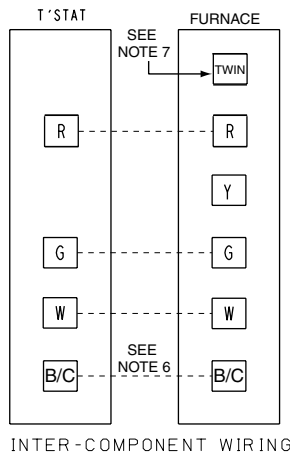 T'STAT
FURNACE
SEE
NOTE 7
TWIN
R
R
Y
G
G
W
W
SEE
NOTE 6
B/C
B/C
INTER-COMPONENT WIRING